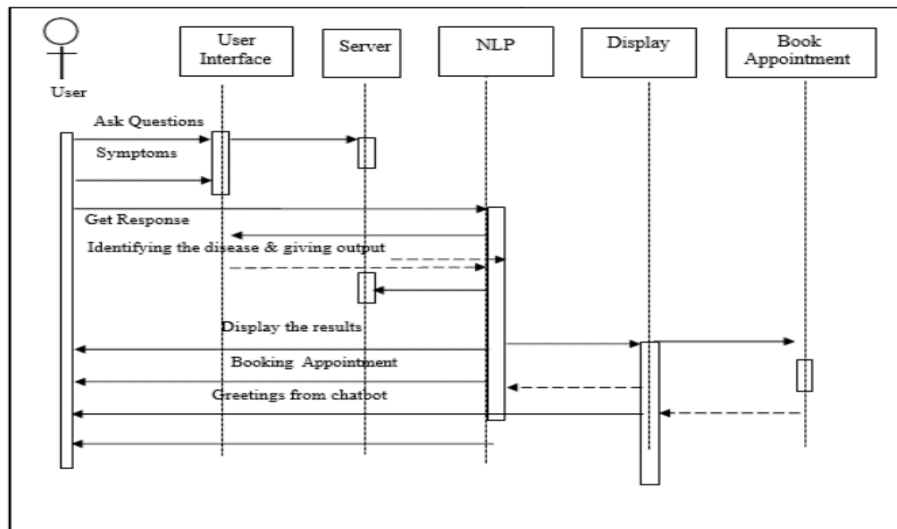 User
Interface
Server
NLP
Display
Book
Appointment
User
Ask Questions
Symptoms
Get Response
Identifying the disease & giving output
Display the results
Booking Appointment
Greetings from chatbot